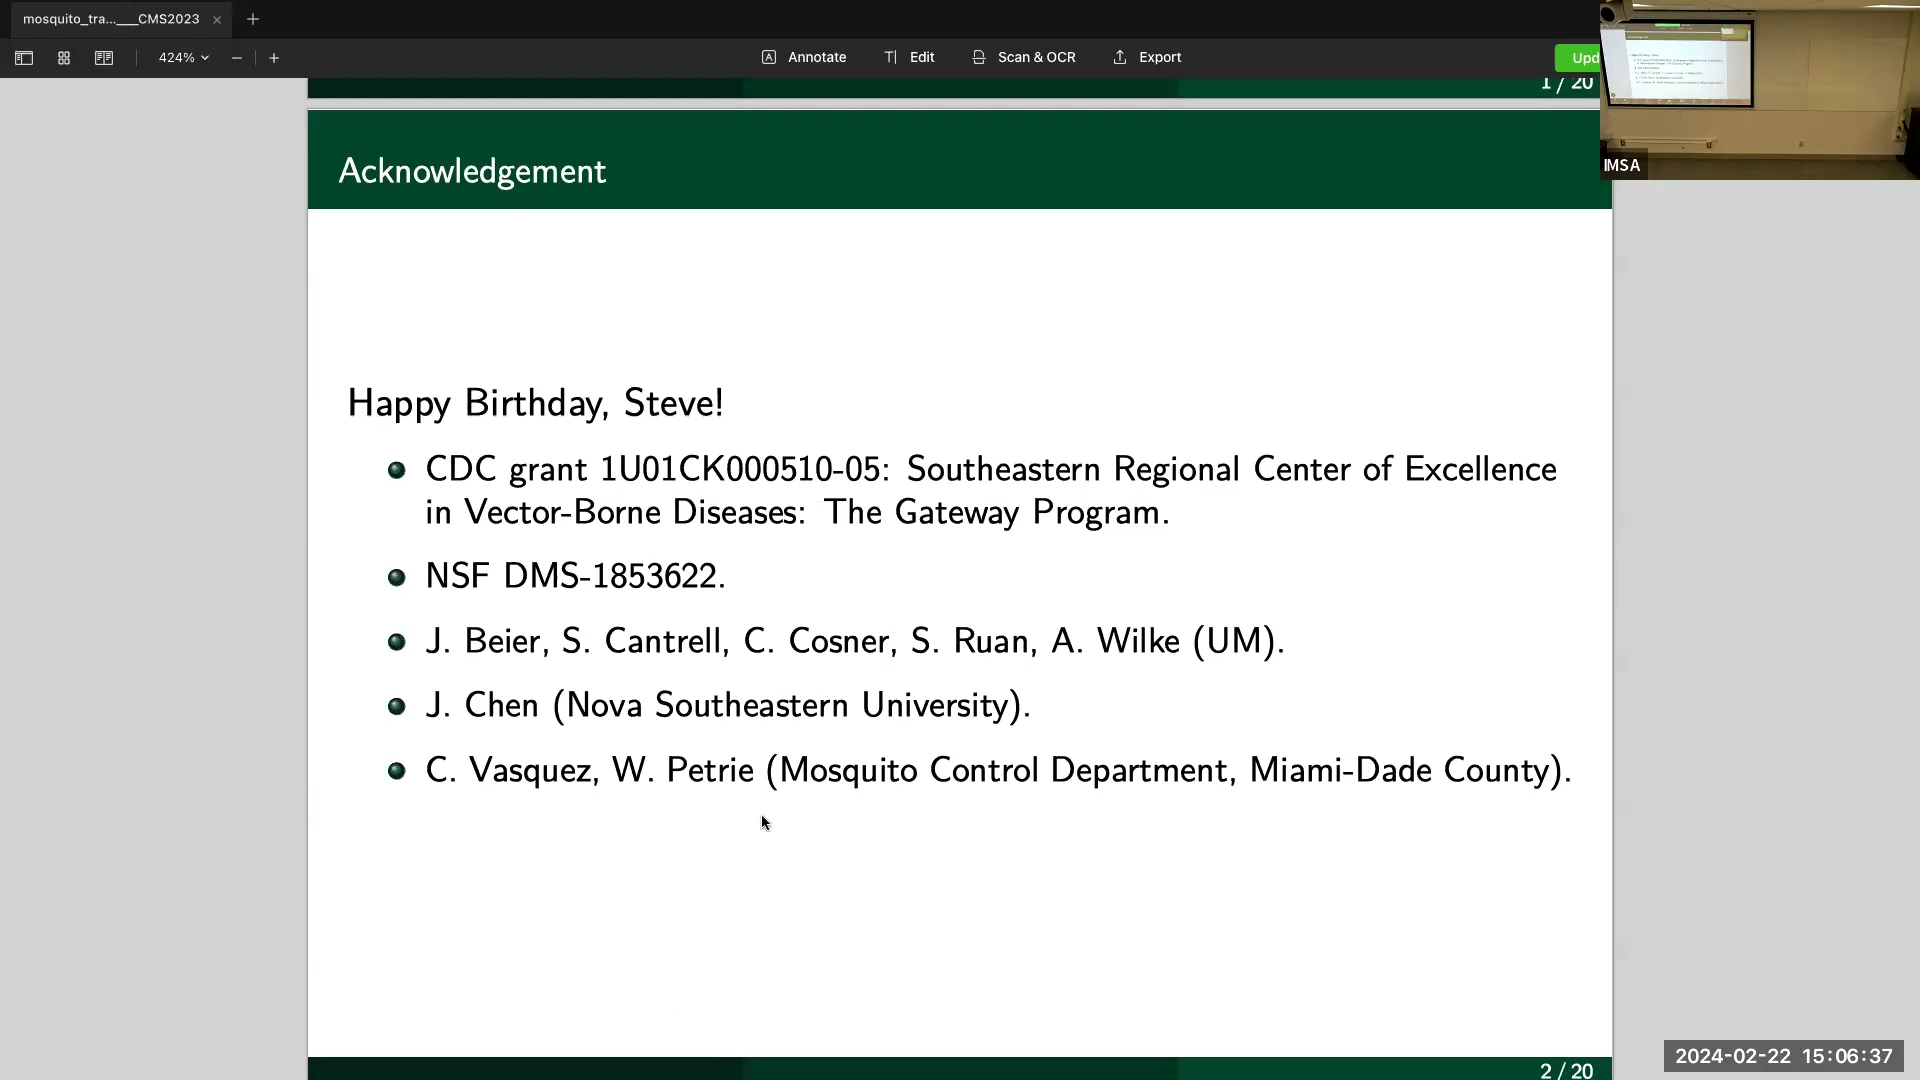 mosquito_tra...___CMS2023
424%
Annotate
Edit
Scan & OCR
Export
Upd
1 / 20
IMSA
Acknowledgement
Happy Birthday, Steve!
CDC grant 1U01CK000510-05: Southeastern Regional Center of Excellence
in Vector-Borne Diseases: The Gateway Program.
NSF DMS-1853622.
J. Beier, S. Cantrell, C. Cosner, S. Ruan, A. Wilke (UM).
J. Chen (Nova Southeastern University).
C. Vasquez, W. Petrie (Mosquito Control Department, Miami-Dade County).
2 / 20
2024-02-22 15:06:37